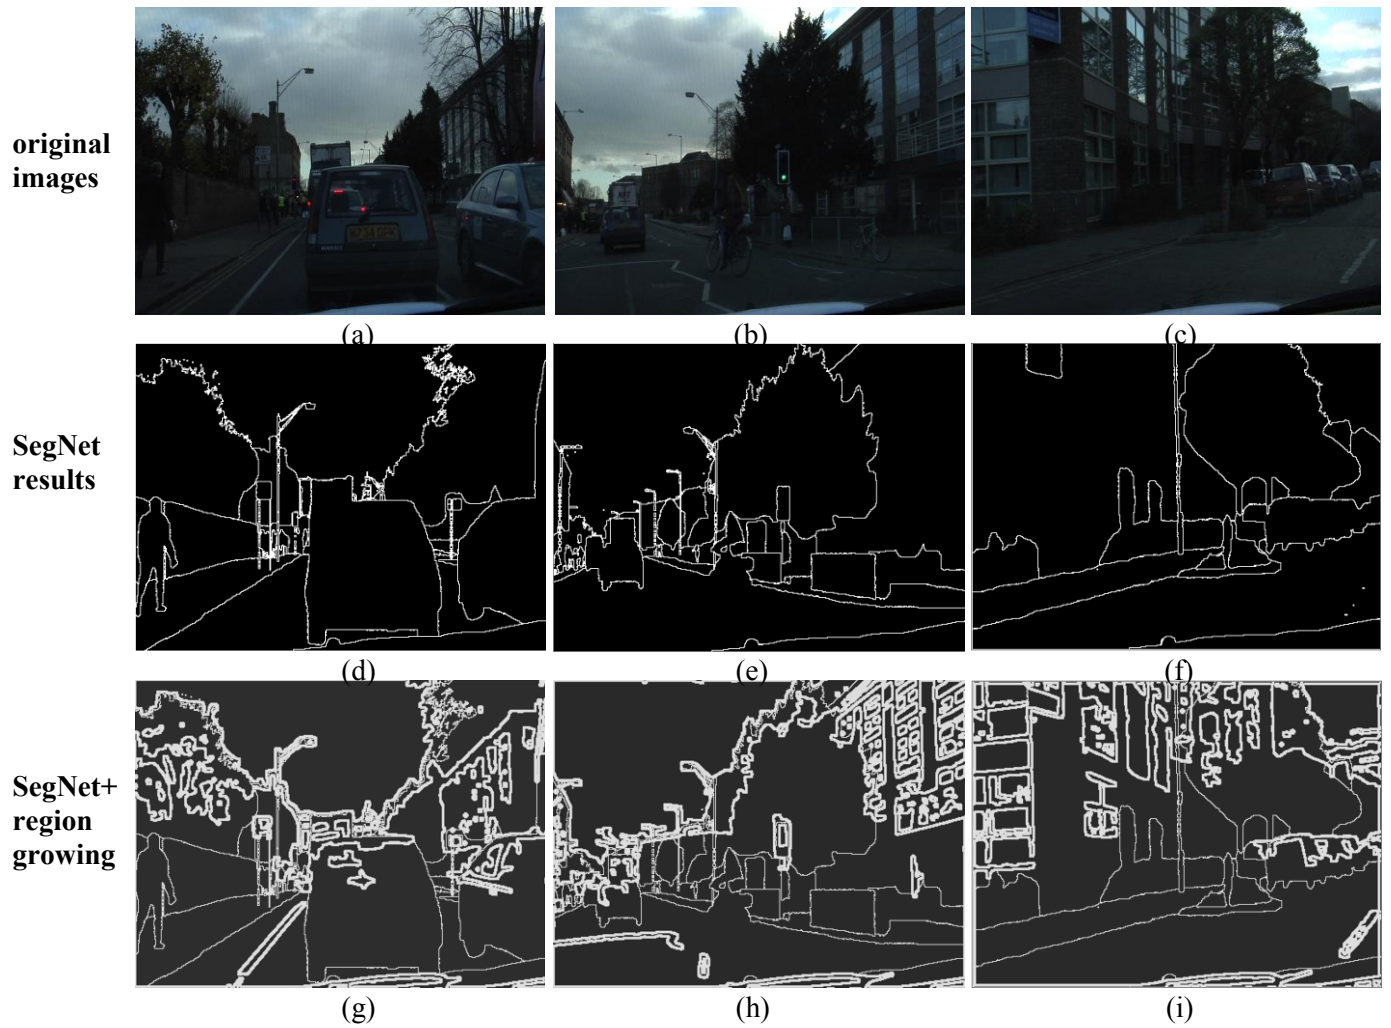 original
images
(a)
(b)
(c)
SegNet
results
(d)
(e)
(f)
SegNet+
region
growing
(g)
(h)
(i)